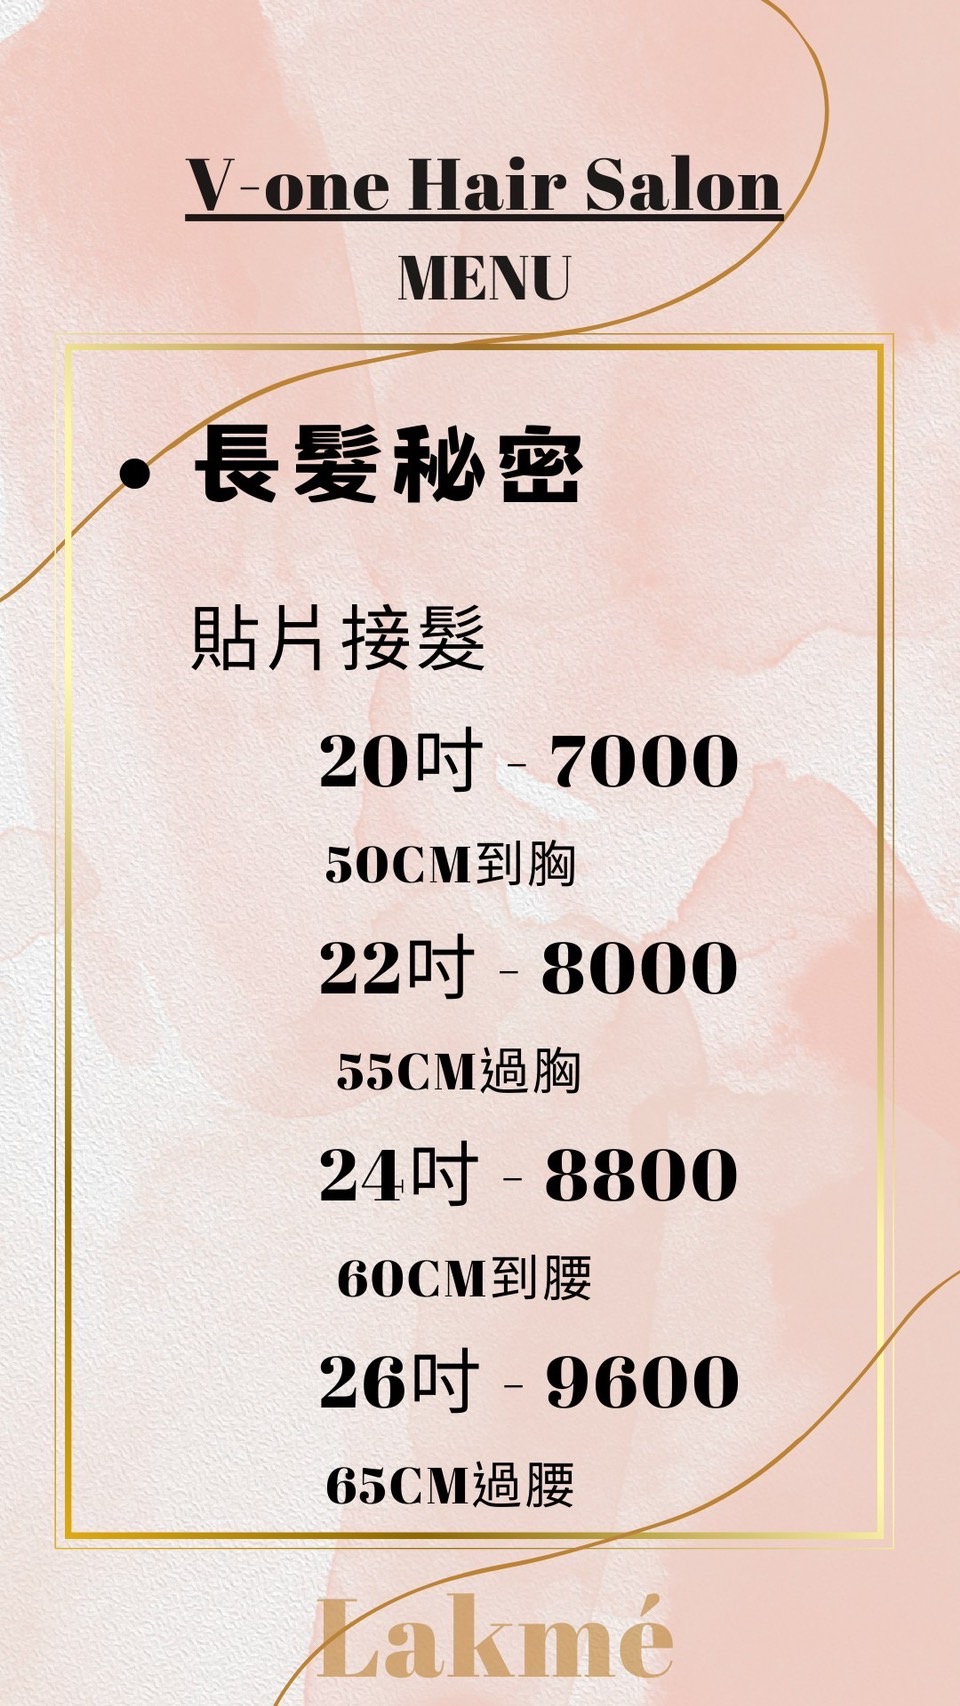 V-one Hair Salon
MENU
• 長髮秘密
貼片接髮
20吋 - 7000
50CM到胸
22吋 - 8000
55CM過胸
24吋 - 8800
60CM到腰
26吋 - 9600
65CM過腰
Lakmé